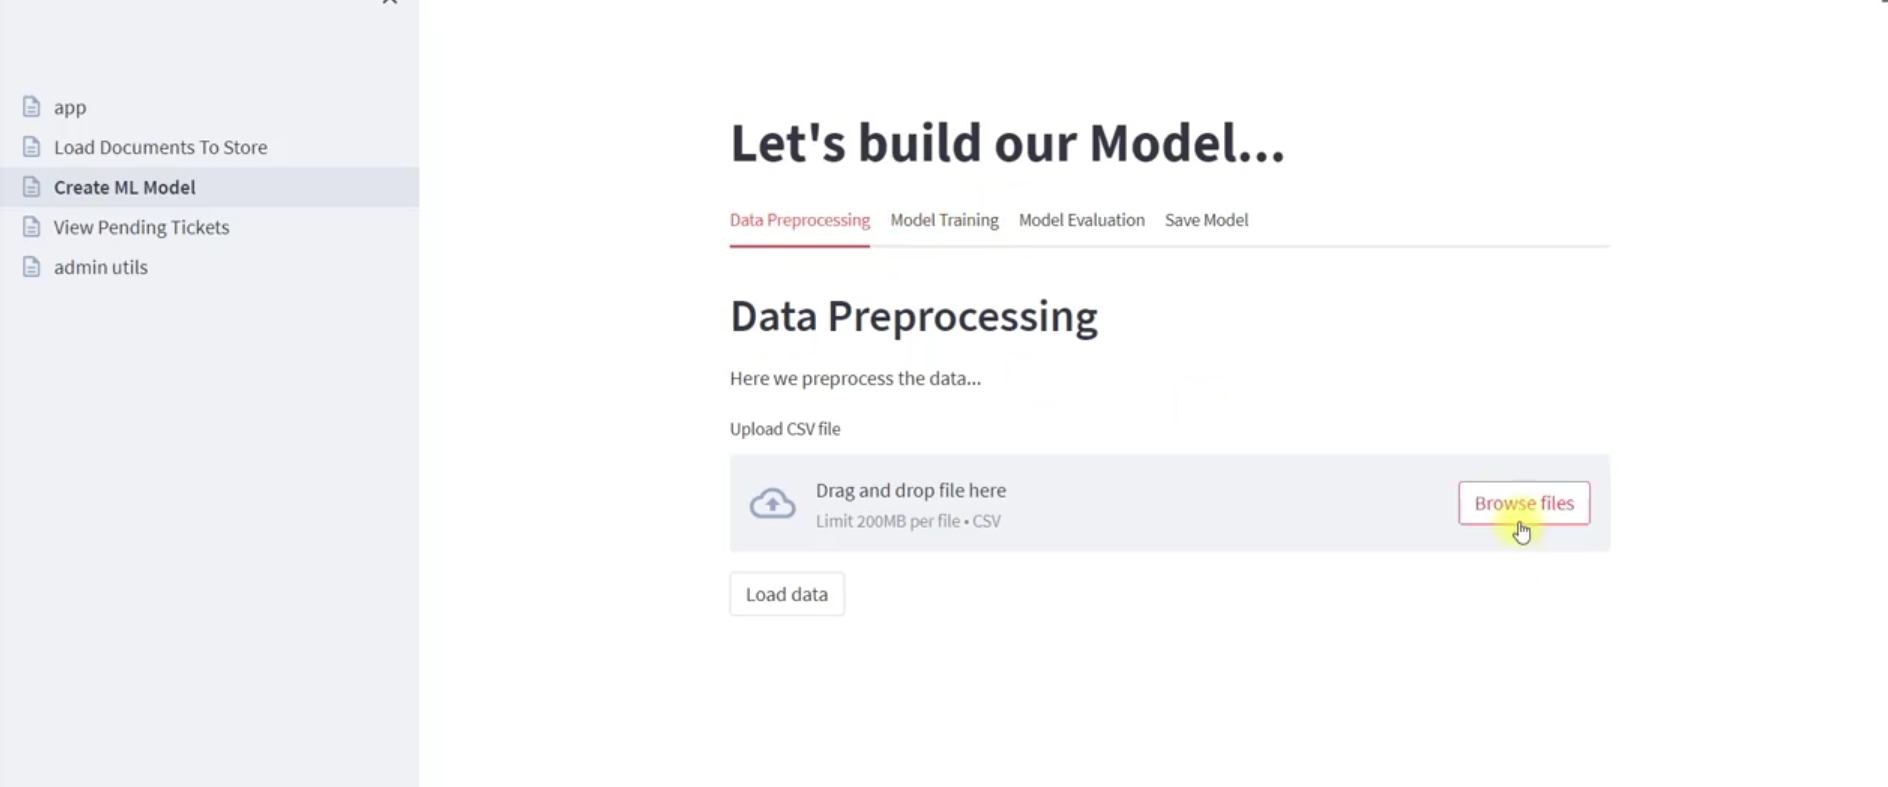 app
Load Documents To Store
Create ML Model
View Pending Tickets
admin utils
Let's build our Model...
Data Preprocessing Model Training Model Evaluation Save Model
Data Preprocessing
Here we preprocess the data...
Upload CSV file
Drag and drop file here
Limit 200MB per file • CSV
Browse files
Load data